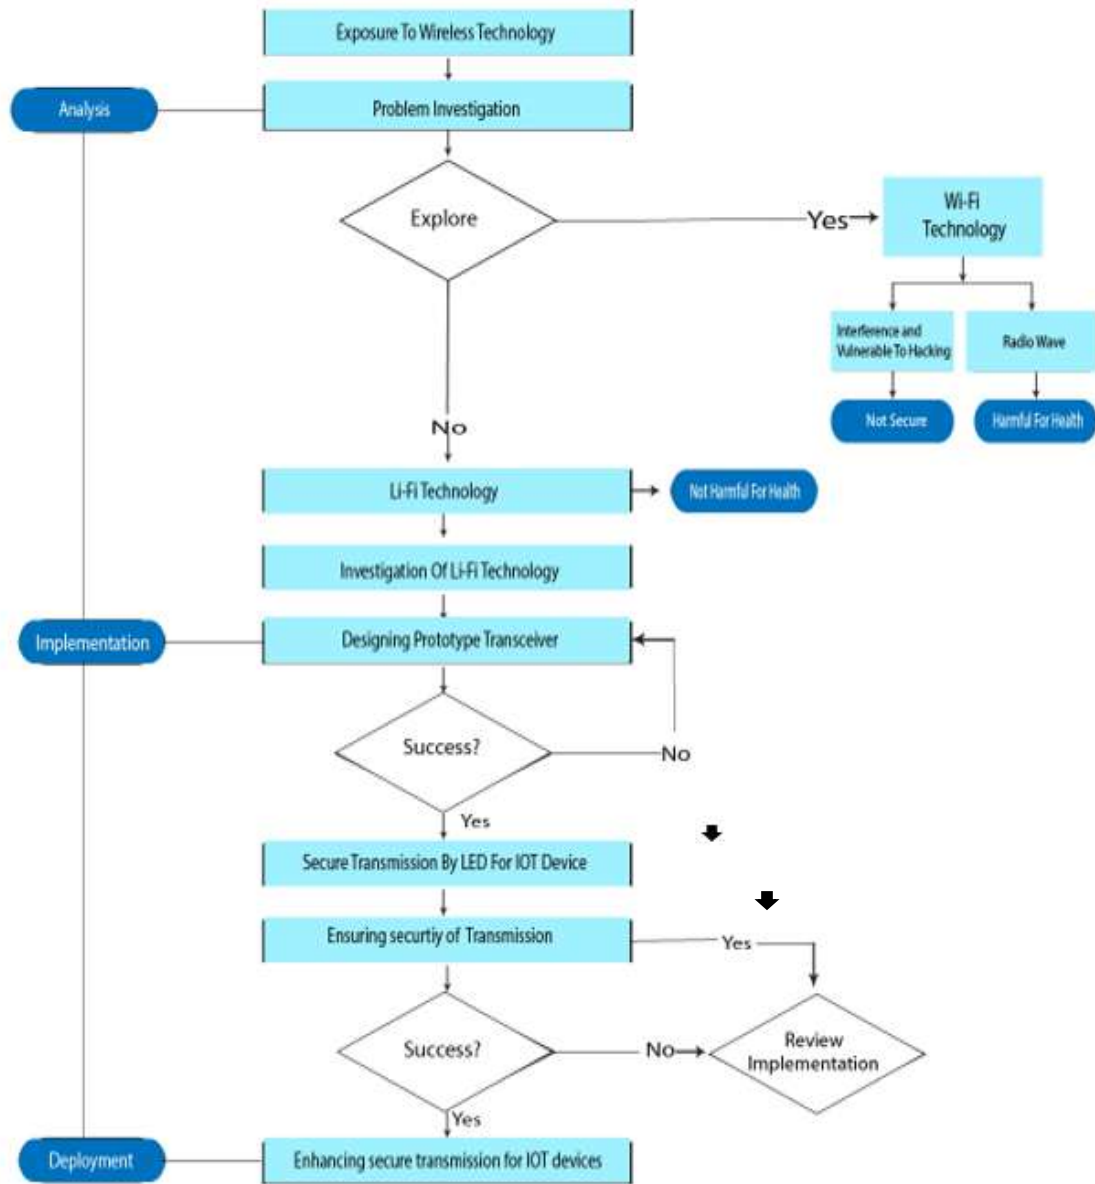 Exposure To Wireless Technology
Analysis
Problem Investigation
Explore
Yes
Wi-Fi
Technology
Interference and
Vulnerable To Hacking
Radio Wave
Not Secure
Harmful For Health
No
Li-Fi Technology
Not Harmful For Health
Investigation Of Li-Fi Technology
Implementation
Designing Prototype Transceiver
Success?
No
Yes
Secure Transmission By LED For IOT Device
Ensuring securtiy of Transmission
Yes
Success?
No
Review
Implementation
Yes
Deployment
Enhancing secure transmission for IOT devices